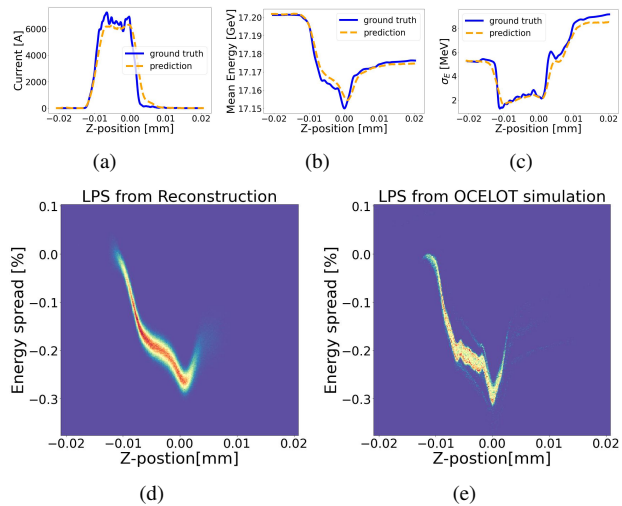 Current [A]
6000
4000
2000
0
ground truth
prediction
−0.02 −0.01 0.00 0.01 0.02
Z-position [mm]
(a)
Mean Energy [GeV]
17.20
17.19
17.18
17.17
17.16
17.15
ground truth
prediction
−0.02 −0.01 0.00 0.01 0.02
Z-position [mm]
(b)
σE [MeV]
8
6
4
2
ground truth
prediction
−0.02 −0.01 0.00 0.01 0.02
Z-position [mm]
(c)
LPS from Reconstruction
Energy spread [%]
0.1
0.0
−0.1
−0.2
−0.3
−0.02 −0.01 0.00 0.01 0.02
Z-postion[mm]
(d)
LPS from OCELOT simulation
Energy spread [%]
0.1
0.0
−0.1
−0.2
−0.3
−0.02 −0.01 0.00 0.01 0.02
Z-postion[mm]
(e)